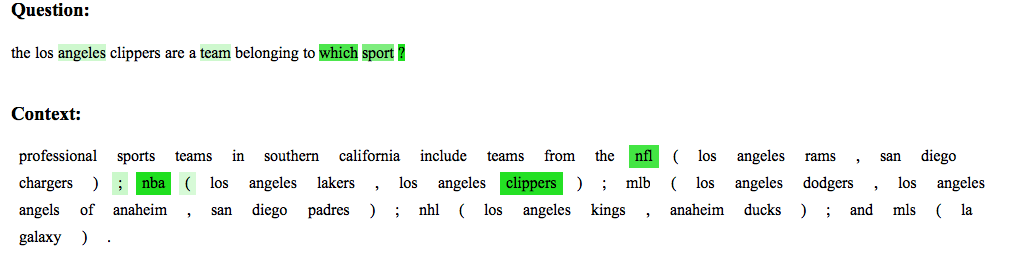 Question:
the los angeles clippers are a team belonging to which sport ?
Context:
professional sports teams in southern california include teams from the nfl ( los angeles rams , san diego
chargers ) ; nba ( los angeles lakers , los angeles clippers ) ; mlb ( los angeles dodgers , los angeles
angels of anaheim , san diego padres ) ; nhl ( los angeles kings , anaheim ducks ) ; and mls ( la
galaxy ) .